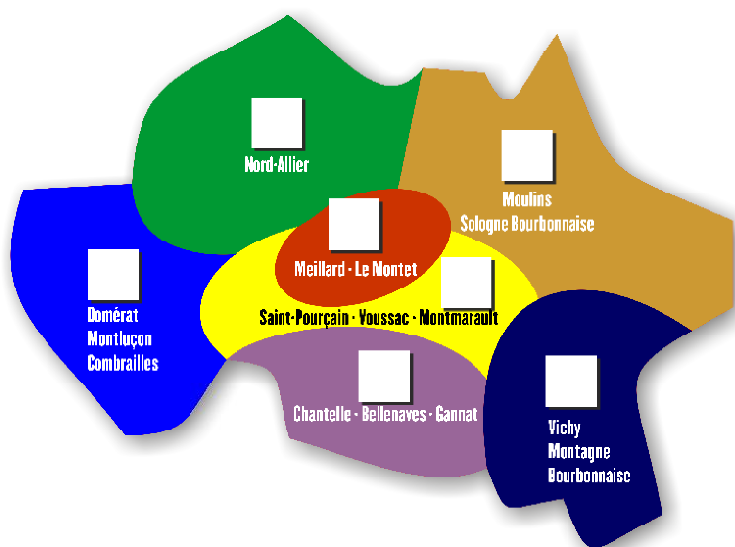 Nord-Allier
Moulins
Sologne Bourbonnaise
Meillard - Le Nontet
Domérat
Montluçon
Combrailles
Saint-Pourçain - Voussac - Montmarault
Chantelle - Bellenaves - Gannat
Vichy
Montagne
Bourbonnaise